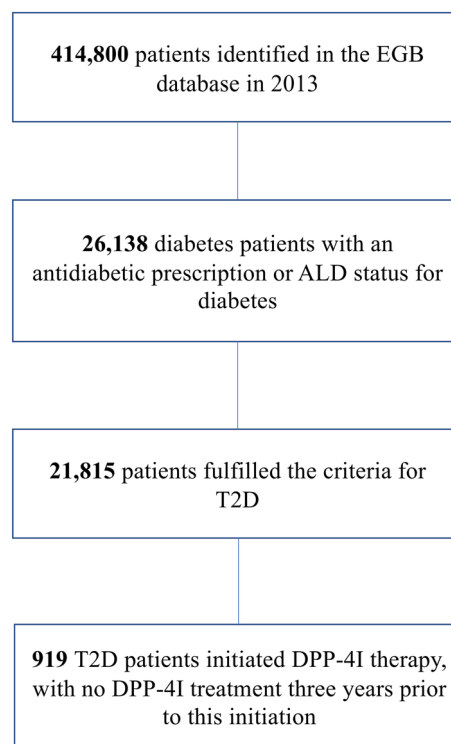 414,800 patients identified in the EGB
database in 2013
26,138 diabetes patients with an
antidiabetic prescription or ALD status for
diabetes
21,815 patients fulfilled the criteria for
T2D
919 T2D patients initiated DPP-4I therapy,
with no DPP-4I treatment three years prior
to this initiation